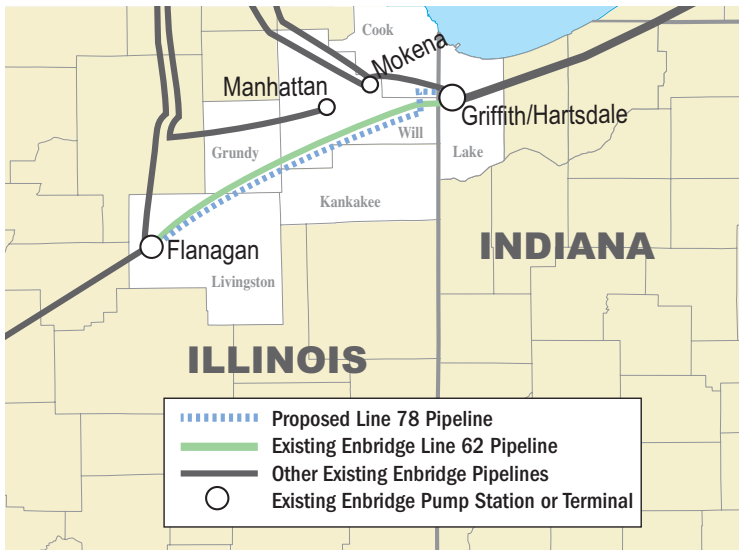 Cook
Mokena
Manhattan
Griffith/Hartsdale
Will
Grundy
Lake
Kankakee
Flanagan
INDIANA
Livingston
ILLINOIS
Proposed Line 78 Pipeline
Existing Enbridge Line 62 Pipeline
Other Existing Enbridge Pipelines
Existing Enbridge Pump Station or Terminal